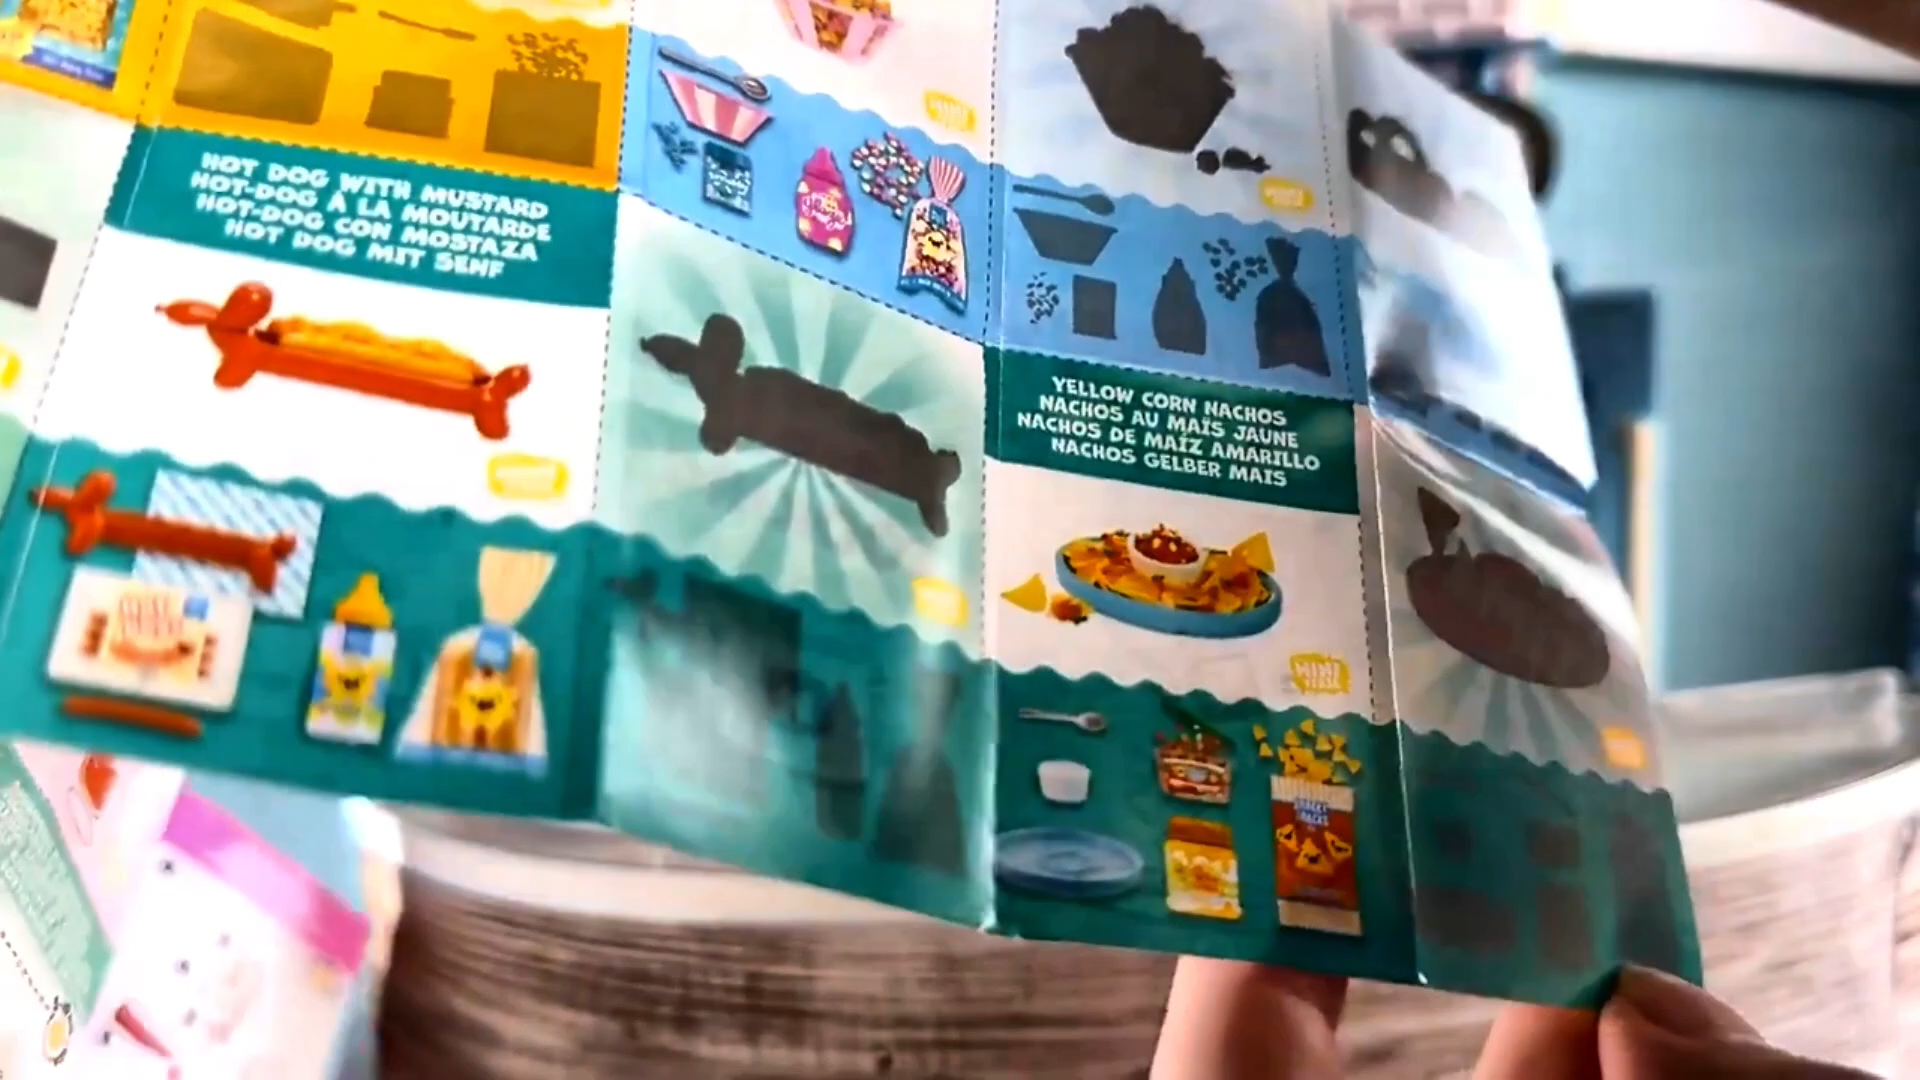 HOT DOG WITH MUSTARD
HOT-DOG À LA MOUTARDE
HOT-DOG CON MOSTAZA
HOT DOG MIT SENF
YELLOW CORN NACHOS
NACHOS AU MAÏS JAUNE
NACHOS DE MAÍZ AMARILLO
NACHOS GELBER MAIS